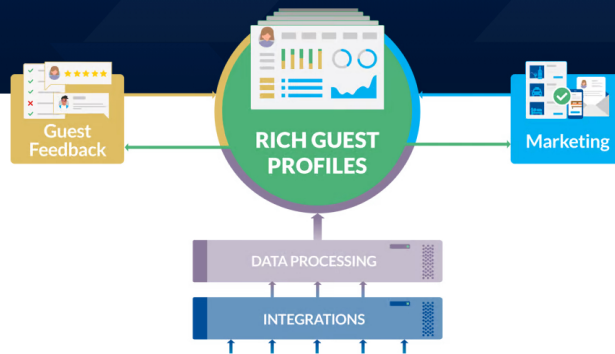 RICH GUEST
PROFILES
Guest
Feedback
Marketing
DATA PROCESSING
INTEGRATIONS